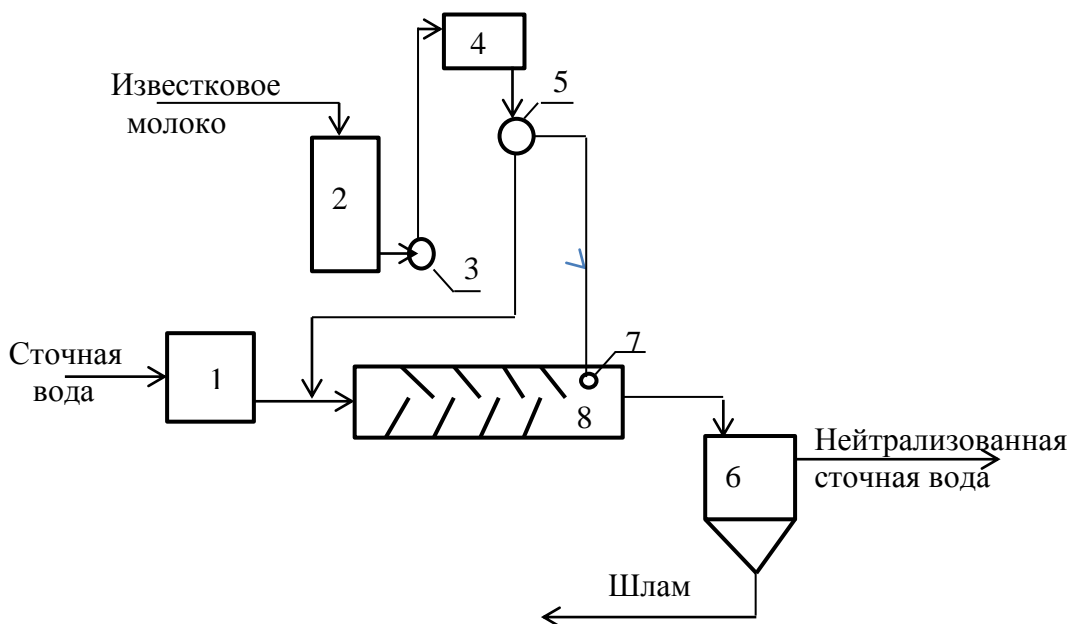 4
Известковое
молоко
5
2
3
Сточная
вода
1
7
8
Нейтрализованная
сточная вода
6
Шлам